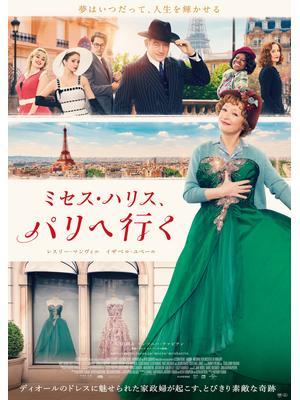 夢はいつだって、人生を輝かせる
ミセス・ハリス、
パリへ行く
レスリー・マンヴィル イザベル・ユペール
ディオールのドレスに魅せられた家政婦が起こす、とびきり素敵な奇跡